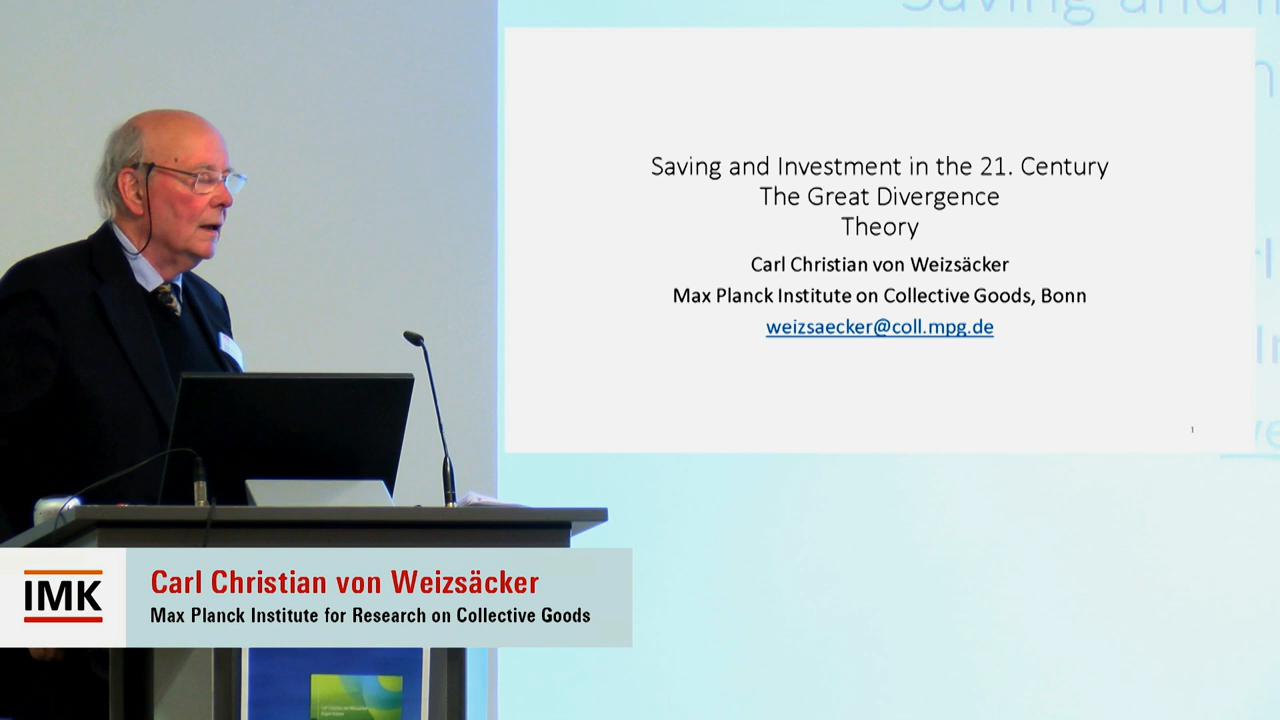 Saving and Investment in the 21. Century
The Great Divergence
Theory
Carl Christian von Weizsäcker
Max Planck Institute on Collective Goods, Bonn
weizsaecker@coll.mpg.de
1
IMK
Carl Christian von Weizsäcker
Max Planck Institute for Research on Collective Goods